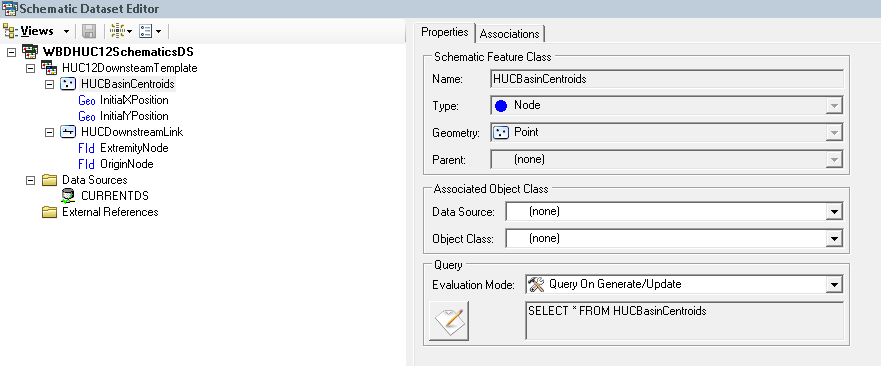 Schematic Dataset Editor
Views
WBDHUC12SchematicsDS
HUC12DownsteamTemplate
HUCBasinCentroids
Geo InitialXPosition
Geo InitialYPosition
HUCDownstreamLink
Fld ExtremityNode
Fld OriginNode
Data Sources
CURRENTDS
External References
Properties Associations
Schematic Feature Class
Name: HUCBasinCentroids
Type: Node
Geometry: Point
Parent: (none)
Associated Object Class
Data Source: (none)
Object Class: (none)
Query
Evaluation Mode: Query On Generate/Update
SELECT * FROM HUCBasinCentroids